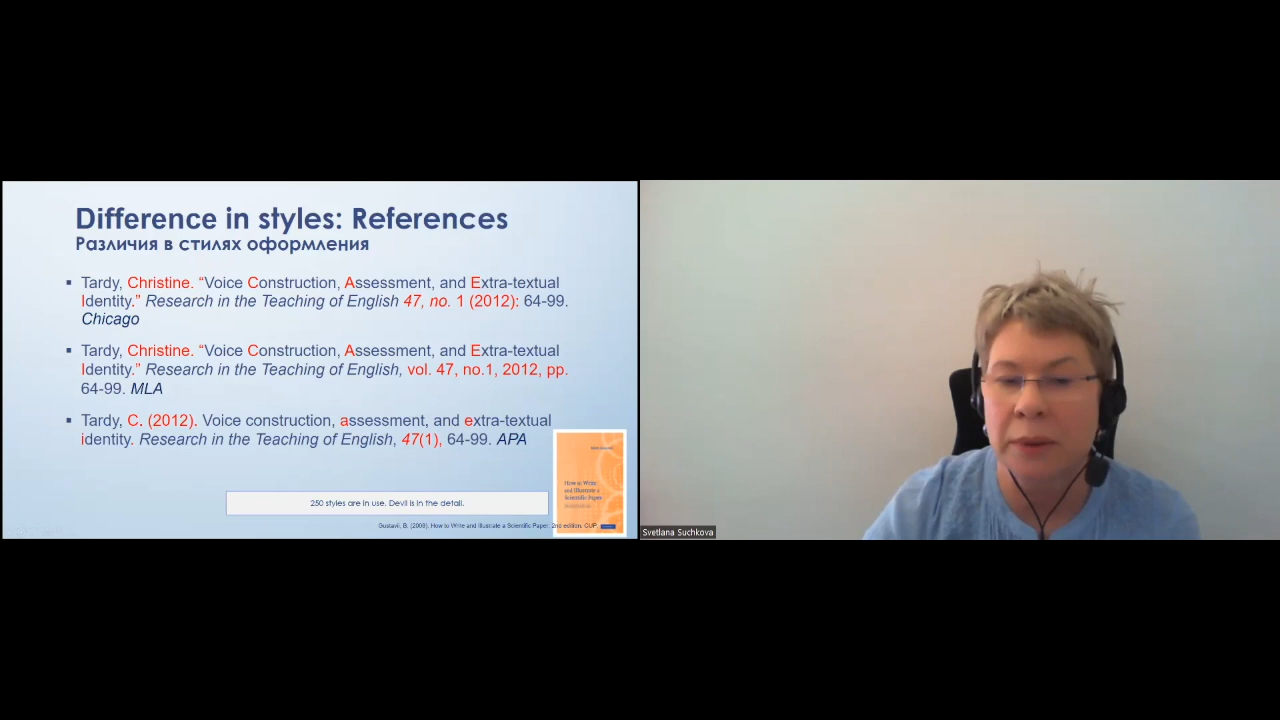 Difference in styles: References
Различия в стилях оформления
▪ Tardy, Christine. “Voice Construction, Assessment, and Extra-textual
Identity.” Research in the Teaching of English 47, no. 1 (2012): 64-99.
Chicago
▪ Tardy, Christine. “Voice Construction, Assessment, and Extra-textual
Identity.” Research in the Teaching of English, vol. 47, no.1, 2012, pp.
64-99. MLA
▪ Tardy, C. (2012). Voice construction, assessment, and extra-textual
identity. Research in the Teaching of English, 47(1), 64-99. APA
How to Write
and Illustrate a
Scientific Paper
250 styles are in use. Devil is in the detail.
Gustavii, B. (2008). How to Write and Illustrate a Scientific Paper. 2nd edition. CUP.
Svetlana Suchkova